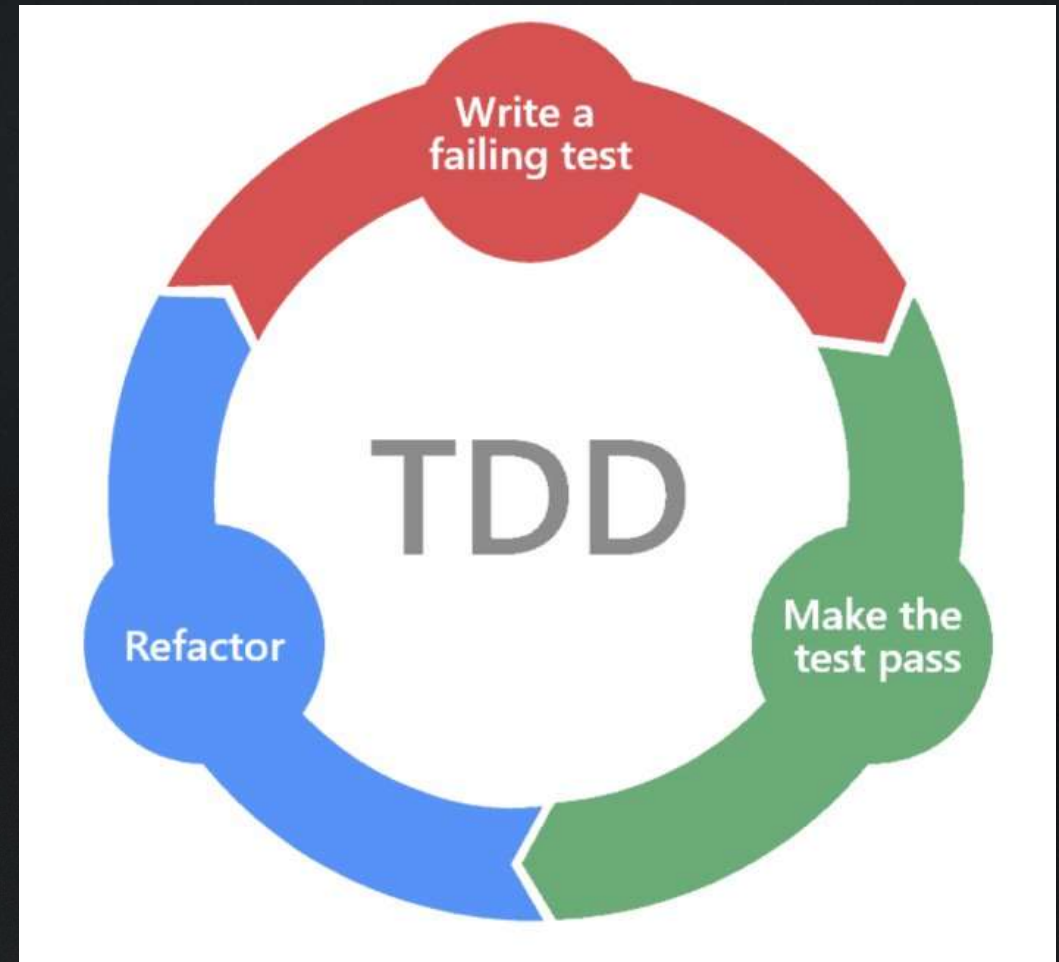 Write a
failing test
TDD
Make the
test pass
Refactor